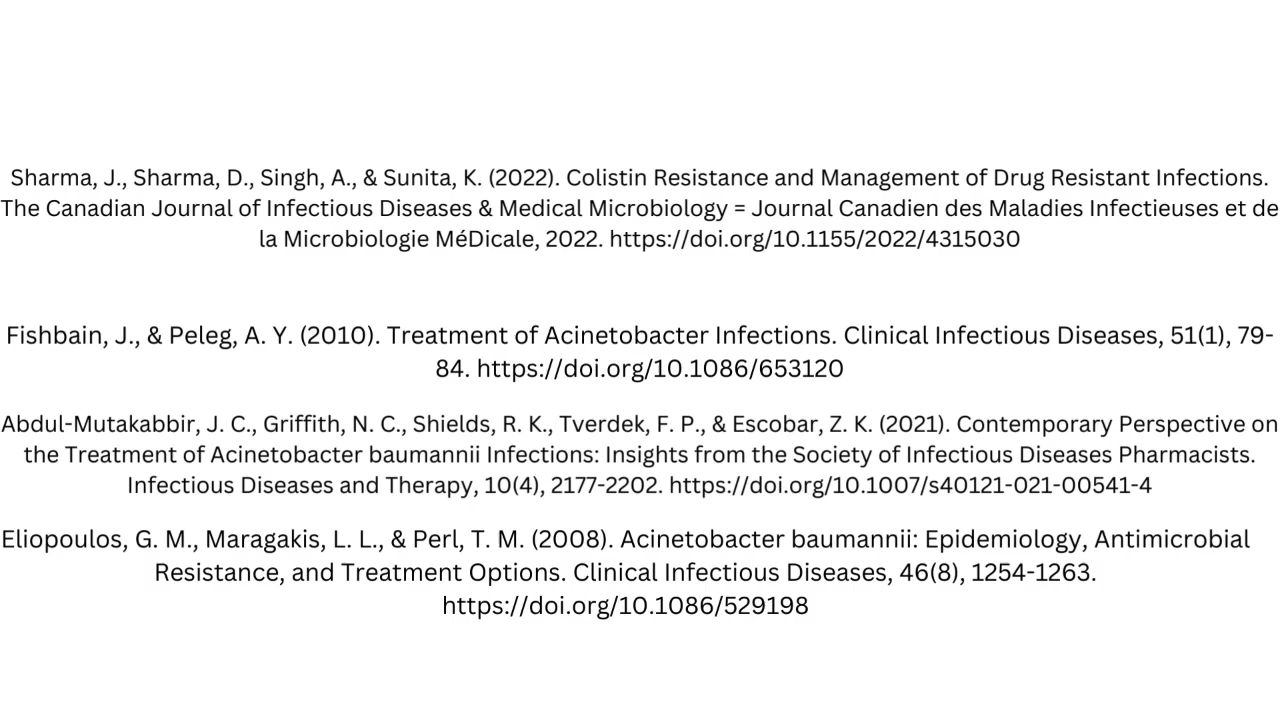 Sharma, J., Sharma, D., Singh, A., & Sunita, K. (2022). Colistin Resistance and Management of Drug Resistant Infections.
The Canadian Journal of Infectious Diseases & Medical Microbiology = Journal Canadien des Maladies Infectieuses et de
la Microbiologie MéDicale, 2022. https://doi.org/10.1155/2022/4315030
Fishbain, J., & Peleg, A. Y. (2010). Treatment of Acinetobacter Infections. Clinical Infectious Diseases, 51(1), 79-
84. https://doi.org/10.1086/653120
Abdul-Mutakabbir, J. C., Griffith, N. C., Shields, R. K., Tverdek, F. P., & Escobar, Z. K. (2021). Contemporary Perspective on
the Treatment of Acinetobacter baumannii Infections: Insights from the Society of Infectious Diseases Pharmacists.
Infectious Diseases and Therapy, 10(4), 2177-2202. https://doi.org/10.1007/s40121-021-00541-4
Eliopoulos, G. M., Maragakis, L. L., & Perl, T. M. (2008). Acinetobacter baumannii: Epidemiology, Antimicrobial
Resistance, and Treatment Options. Clinical Infectious Diseases, 46(8), 1254-1263.
https://doi.org/10.1086/529198